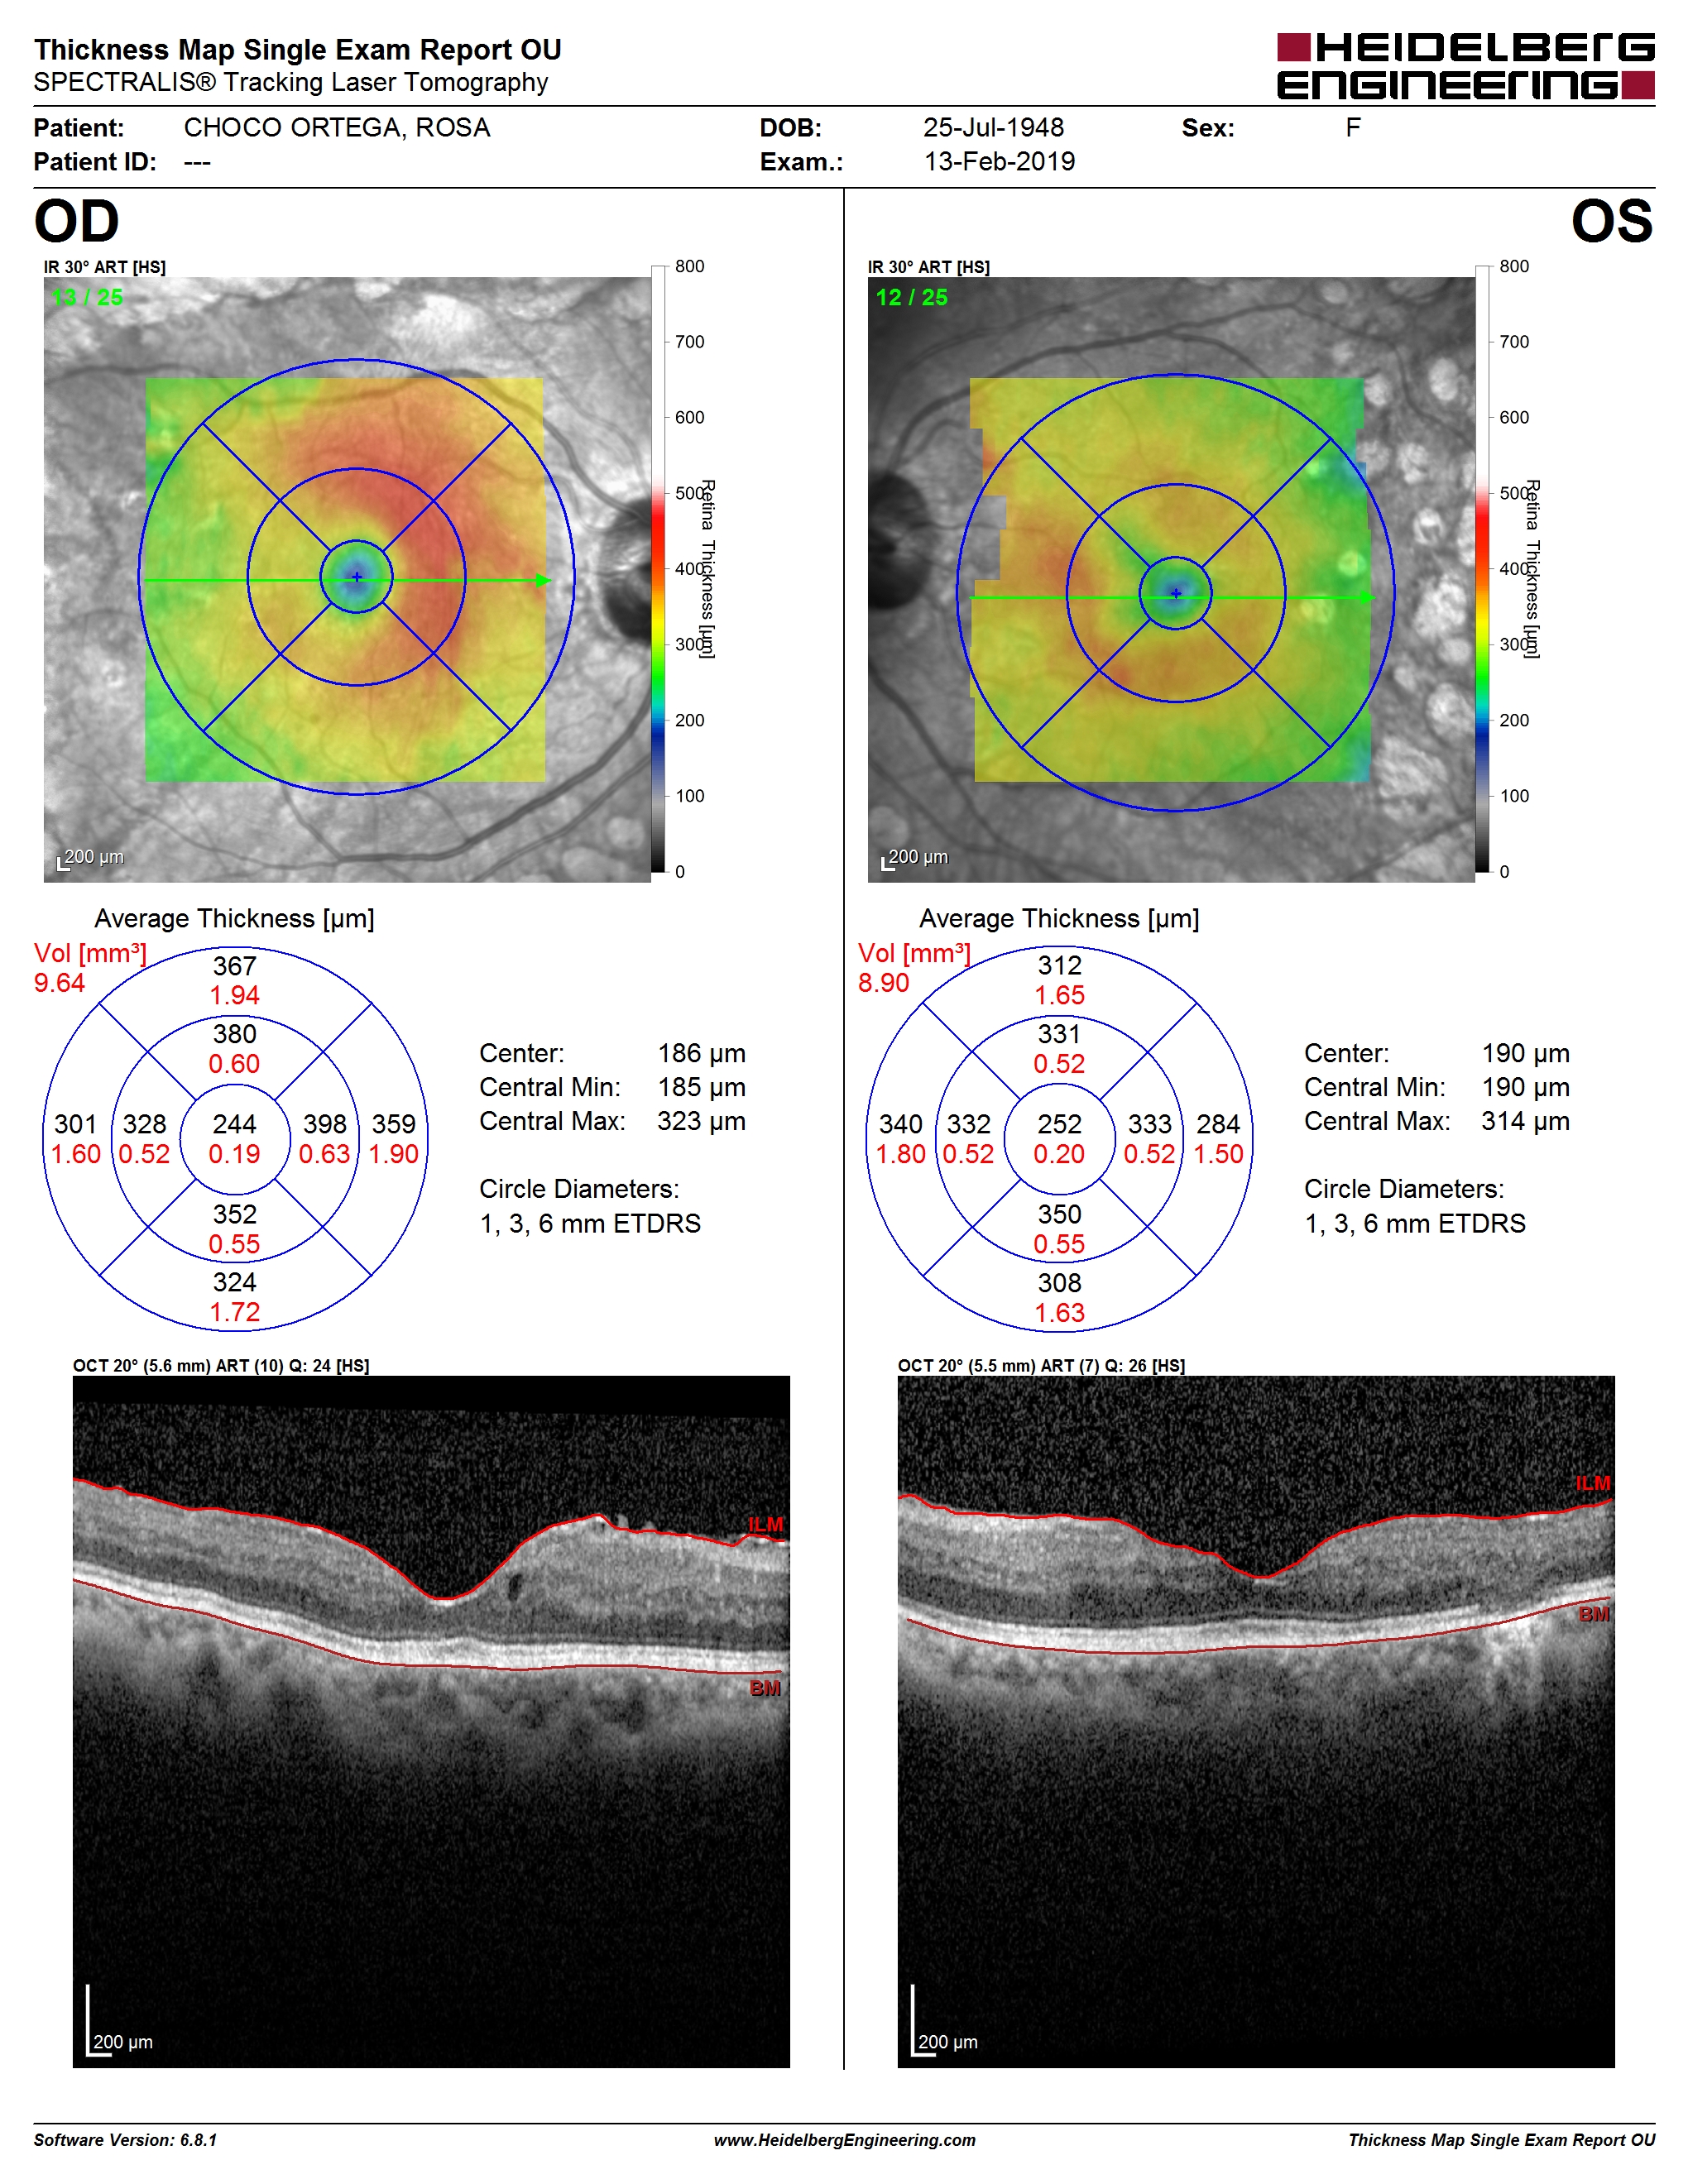 Thickness Map Single Exam Report OU
SPECTRALIS® Tracking Laser Tomography
HEIDELBERG
ENGINEERING
Patient: CHOCO ORTEGA, ROSA DOB: 25-Jul-1948 Sex: F
Patient ID: --- Exam.: 13-Feb-2019
OD
IR 30° ART [HS]
13 / 25
200 µm
800
700
600
500
400
300
200
100
0
Retina Thickness [µm]
Average Thickness [µm]
Vol [mm³]
9.64
367
1.94
380
0.60
301 328 244 398 359
1.60 0.52 0.19 0.63 1.90
352
0.55
324
1.72
Center: 186 µm
Central Min: 185 µm
Central Max: 323 µm
Circle Diameters:
1, 3, 6 mm ETDRS
OCT 20° (5.6 mm) ART (10) Q: 24 [HS]
ILM
BM
200 µm
OS
IR 30° ART [HS]
12 / 25
200 µm
800
700
600
500
400
300
200
100
0
Retina Thickness [µm]
Average Thickness [µm]
Vol [mm³]
8.90
312
1.65
331
0.52
340 332 252 333 284
1.80 0.52 0.20 0.52 1.50
350
0.55
308
1.63
Center: 190 µm
Central Min: 190 µm
Central Max: 314 µm
Circle Diameters:
1, 3, 6 mm ETDRS
OCT 20° (5.5 mm) ART (7) Q: 26 [HS]
ILM
BM
200 µm
Software Version: 6.8.1
www.HeidelbergEngineering.com
Thickness Map Single Exam Report OU